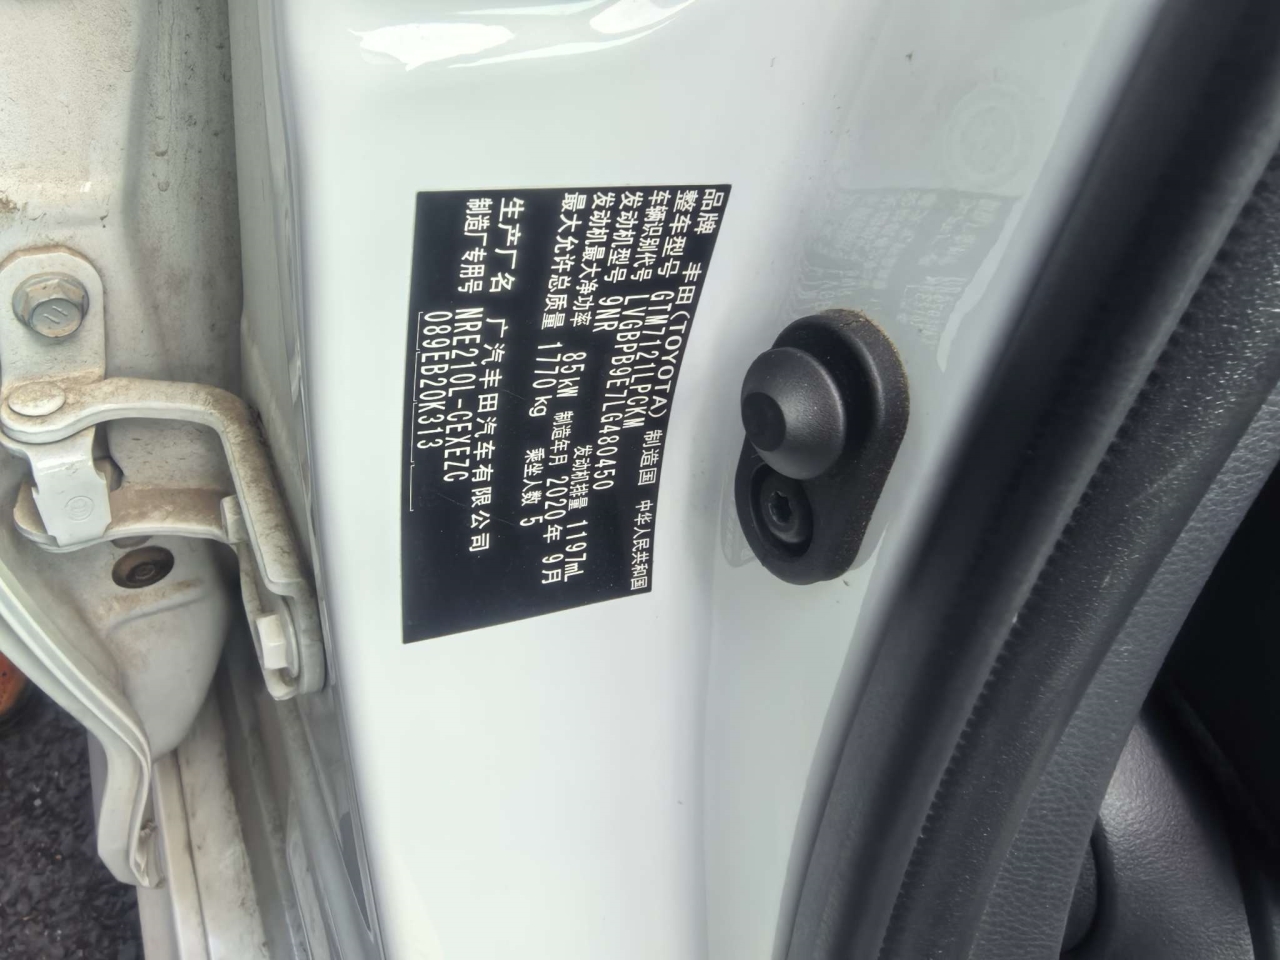 品牌 丰田(TOYOTA) 制造国 中华人民共和国
整车型号 GTM7121LPCKM
车辆识别代号 LVGBPB9E7LG480450
发动机型号 9NR 发动机排量 1197mL
发动机最大净功率 85kW 制造年月 2020年 9月
最大允许总质量 1770kg 乘坐人数 5
生产厂名 广汽丰田汽车有限公司
制造厂专用号 NRE210L-CEXEZC
089EB20K313